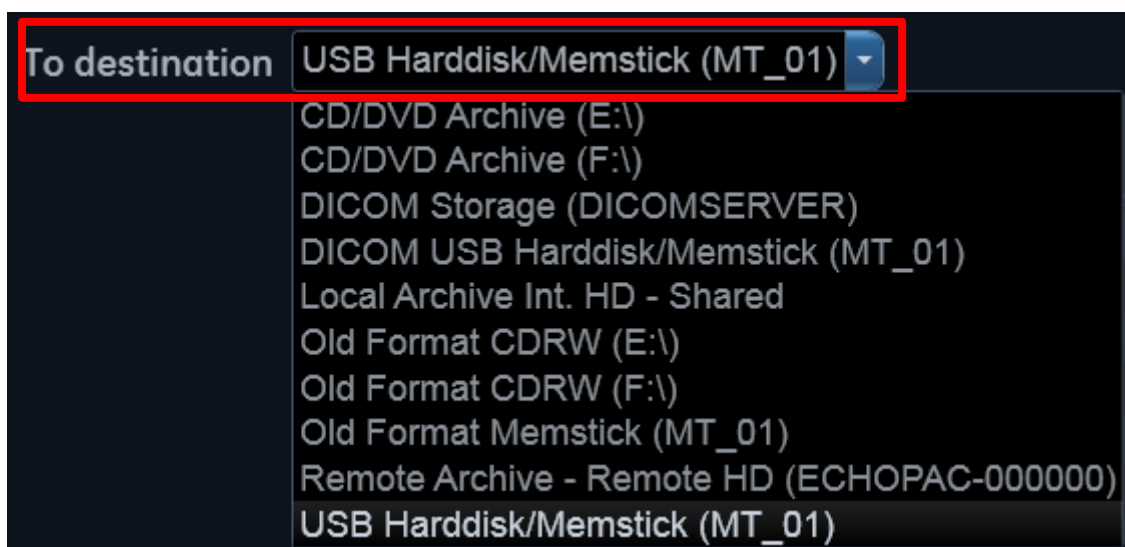 To destination USB Harddisk/Memstick (MT_01)
CD/DVD Archive (E:\)
CD/DVD Archive (F:\)
DICOM Storage (DICOMSERVER)
DICOM USB Harddisk/Memstick (MT_01)
Local Archive Int. HD - Shared
Old Format CDRW (E:\)
Old Format CDRW (F:\)
Old Format Memstick (MT_01)
Remote Archive - Remote HD (ECHOPAC-000000)
USB Harddisk/Memstick (MT_01)